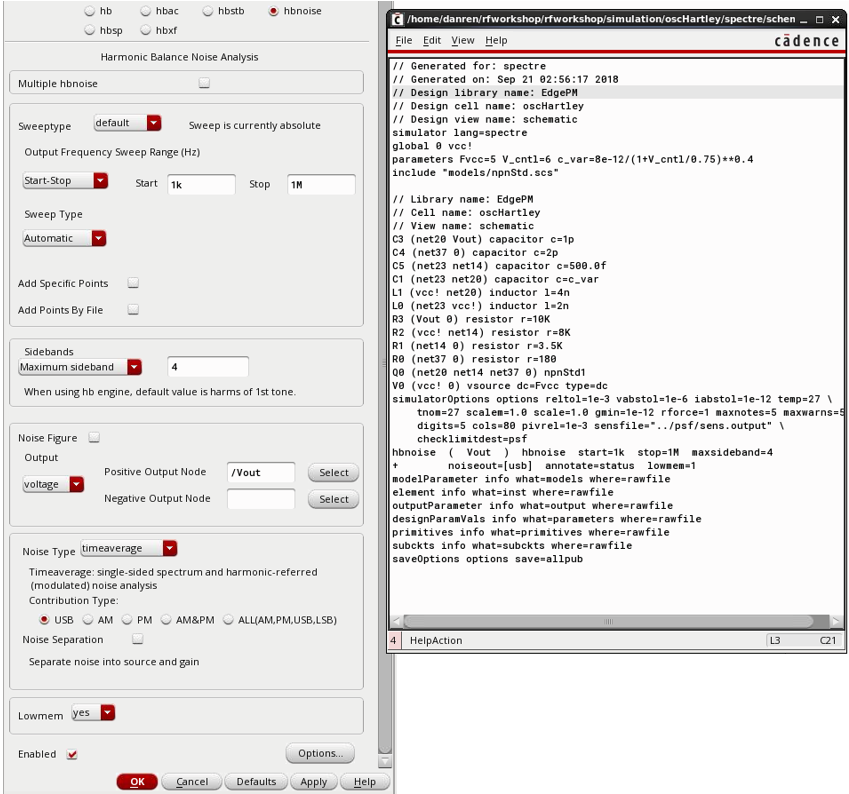 hb hbac hbstb hbnoise
hbsp hbxf
Harmonic Balance Noise Analysis
Multiple hbnoise
Sweeptype default Sweep is currently absolute
Output Frequency Sweep Range (Hz)
Start-Stop Start 1k Stop 1M
Sweep Type
Automatic
Add Specific Points
Add Points By File
Sidebands
Maximum sideband 4
When using hb engine, default value is harms of 1st tone.
Noise Figure
Output
voltage
Positive Output Node /Vout Select
Negative Output Node Select
Noise Type timeaverage
Timeaverage: single-sided spectrum and harmonic-referred
(modulated) noise analysis
Contribution Type:
USB AM PM AM&PM ALL(AM,PM,USB,LSB)
Noise Separation
Separate noise into source and gain
Lowmem yes
Enabled Options...
OK Cancel Defaults Apply Help
/home/danren/rfworkshop/rfworkshop/simulation/oscHartley/spectre/schen
File Edit View Help
cādence
// Generated for: spectre
// Generated on: Sep 21 02:56:17 2018
// Design library name: EdgePM
// Design cell name: oscHartley
// Design view name: schematic
simulator lang=spectre
global 0 vcc!
parameters Fvcc=5 V_cntl=6 c_var=8e-12/(1+V_cntl/0.75)**0.4
include "models/npnStd.scs"
// Library name: EdgePM
// Cell name: oscHartley
// View name: schematic
C3 (net20 Vout) capacitor c=1p
C4 (net37 0) capacitor c=2p
C5 (net23 net14) capacitor c=500.0f
C1 (net23 net20) capacitor c=c_var
L1 (vcc! net20) inductor l=4n
L0 (net23 vcc!) inductor l=2n
R3 (Vout 0) resistor r=10K
R2 (vcc! net14) resistor r=8K
R1 (net14 0) resistor r=3.5K
R0 (net37 0) resistor r=180
Q0 (net20 net14 net37 0) npnStd1
V0 (vcc! 0) vsource dc=Fvcc type=dc
simulatorOptions options reltol=1e-3 vabstol=1e-6 iabstol=1e-12 temp=27 \
tnom=27 scalem=1.0 scale=1.0 gmin=1e-12 rforce=1 maxnotes=5 maxwarns=5
digits=5 cols=80 pivrel=1e-3 sensfile="../psf/sens.output" \
checklimitdest=psf
hbnoise ( Vout ) hbnoise start=1k stop=1M maxsideband=4
+ noiseout=[usb] annotate=status lowmem=1
modelParameter info what=models where=rawfile
element info what=inst where=rawfile
outputParameter info what=output where=rawfile
designParamVals info what=parameters where=rawfile
primitives info what=primitives where=rawfile
subckts info what=subckts where=rawfile
saveOptions options save=allpub
4 HelpAction L3 C21